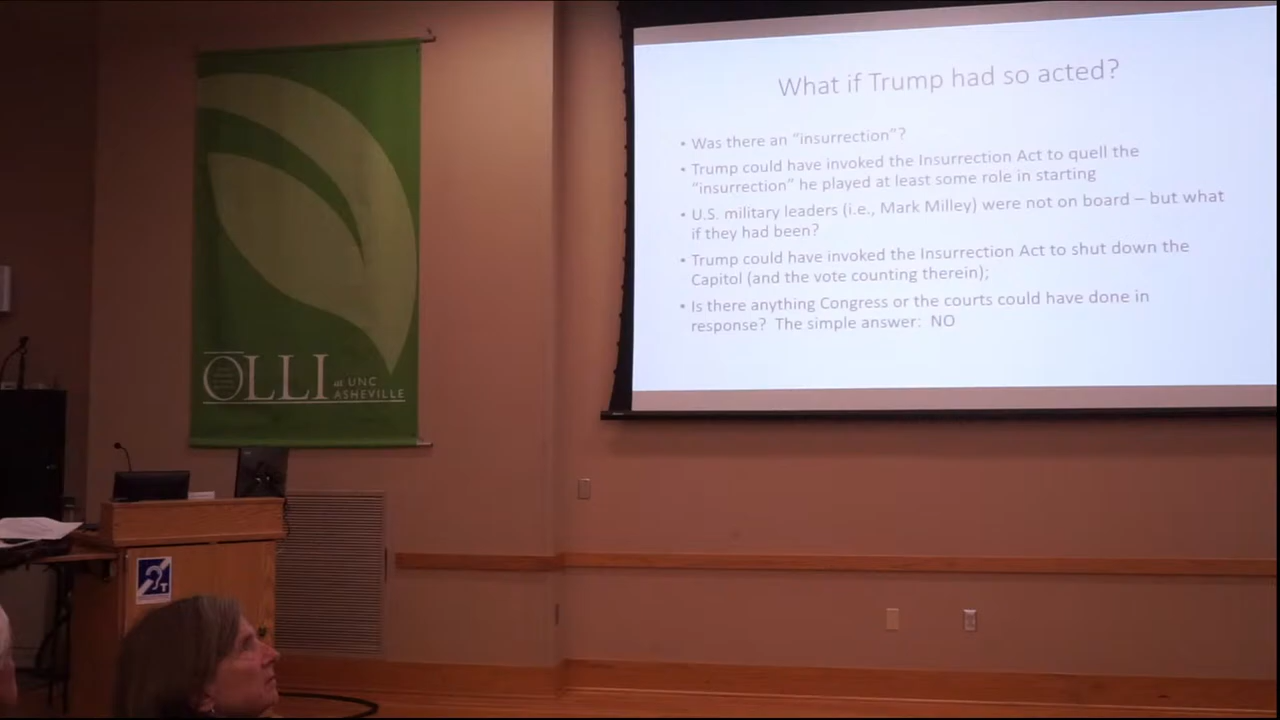 What if Trump had so acted?
• Was there an “insurrection”?
• Trump could have invoked the Insurrection Act to quell the
“insurrection” he played at least some role in starting
• U.S. military leaders (i.e., Mark Milley) were not on board – but what
if they had been?
• Trump could have invoked the Insurrection Act to shut down the
Capitol (and the vote counting therein);
• Is there anything Congress or the courts could have done in
response?  The simple answer:  NO
OLLI at UNC
ASHEVILLE
T